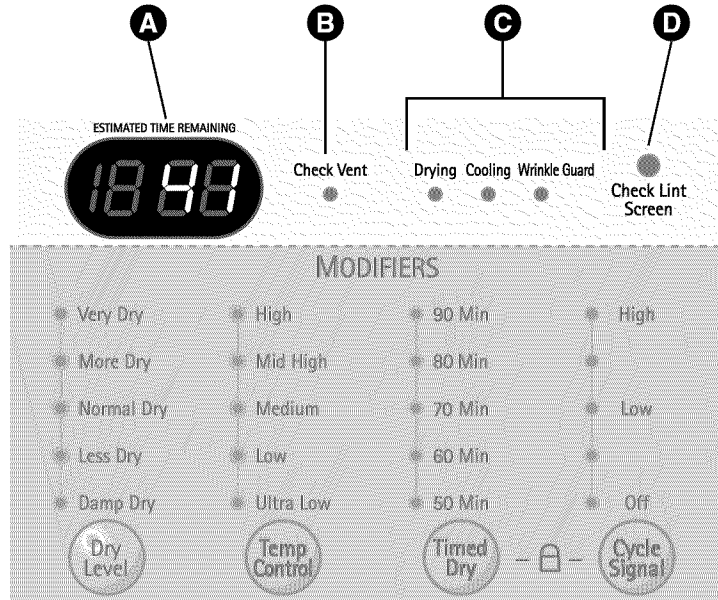 A B C D
ESTIMATED TIME REMAINING
41
Check Vent
Drying Cooling Wrinkle Guard
Check Lint
Screen
MODIFIERS
Very Dry High 90 Min High
More Dry Mid High 80 Min
Normal Dry Medium 70 Min Low
Less Dry Low 60 Min
Damp Dry Ultra Low 50 Min Off
Dry
Level
Temp
Control
Timed
Dry
Cycle
Signal